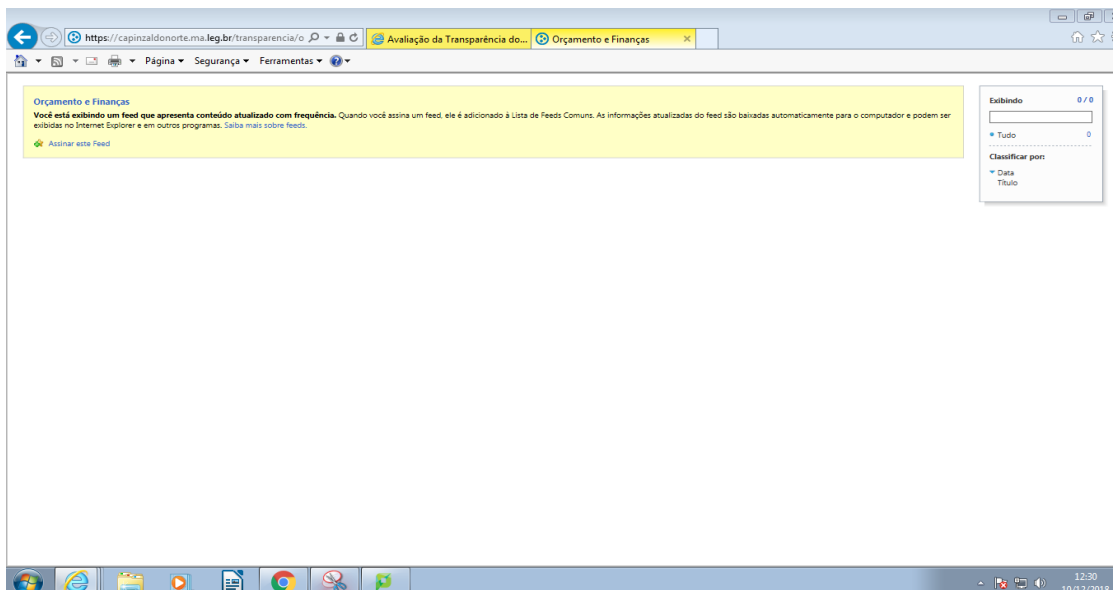 https://capinzaldonorte.ma.leg.br/transparencia/o
Avaliação da Transparência do...
Orçamento e Finanças
Página Segurança Ferramentas
Orçamento e Finanças
Você está exibindo um feed que apresenta conteúdo atualizado com frequência. Quando você assina um feed, ele é adicionado à Lista de Feeds Comuns. As informações atualizadas do feed são baixadas automaticamente para o computador e podem ser
exibidas no Internet Explorer e em outros programas. Saiba mais sobre feeds.
Assinar este Feed
Exibindo 0 / 0
Tudo 0
Classificar por:
Data
Título
12:30
10/12/2018